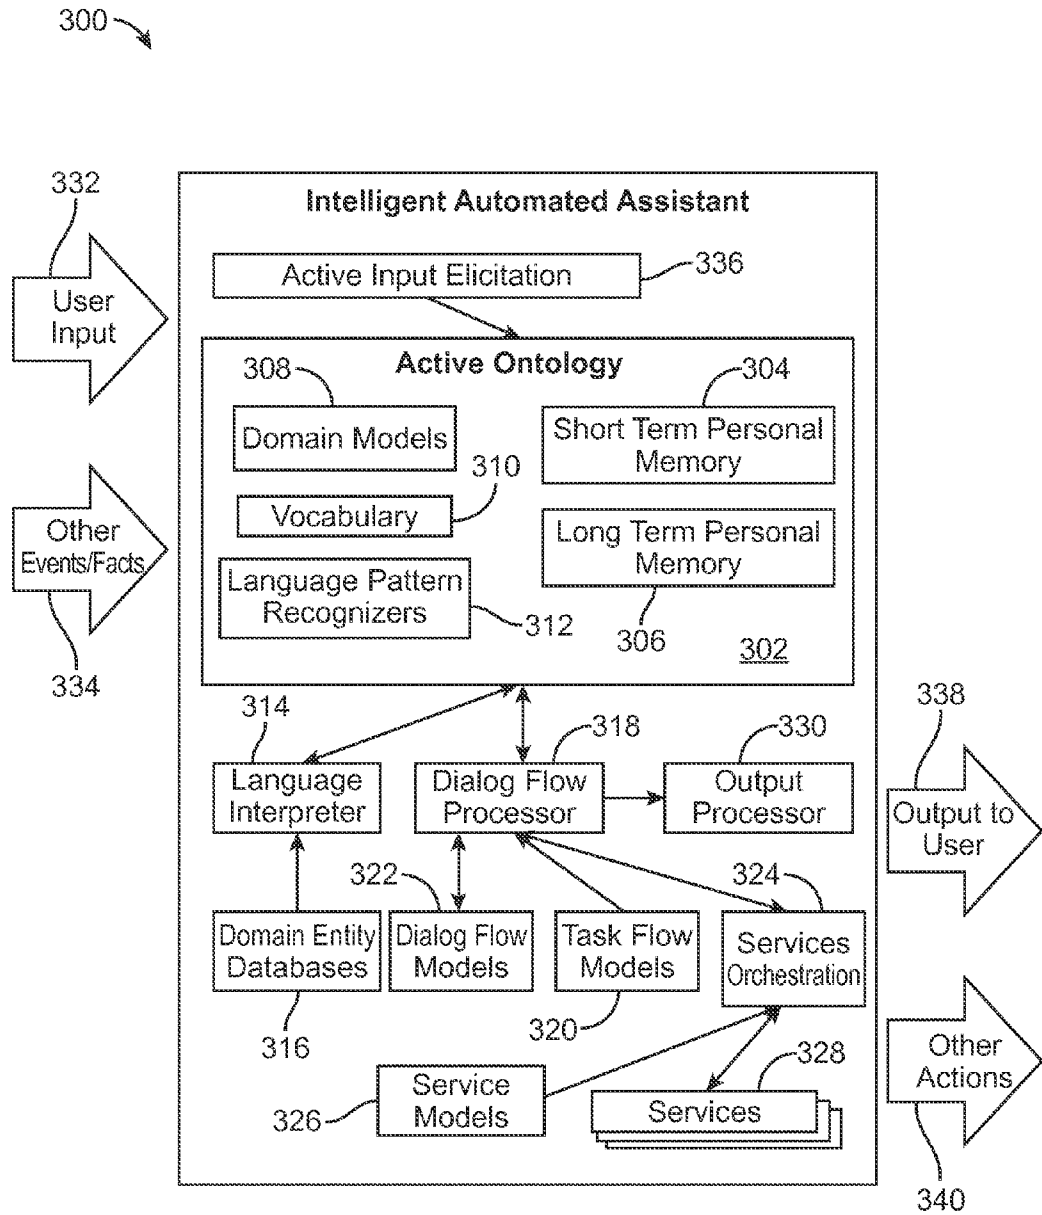 300
332
Intelligent Automated Assistant
User
Input
Active Input Elicitation
336
Active Ontology
308
304
Domain Models
Short Term Personal
Memory
310
Vocabulary
Other
Events/Facts
Long Term Personal
Memory
Language Pattern
Recognizers
312
306
302
334
314
318
330
338
Language
Interpreter
Dialog Flow
Processor
Output
Processor
Output to
User
322
324
Domain Entity
Databases
Dialog Flow
Models
Task Flow
Models
Services
Orchestration
316
320
328
Other
Actions
Service
Models
326
Services
340